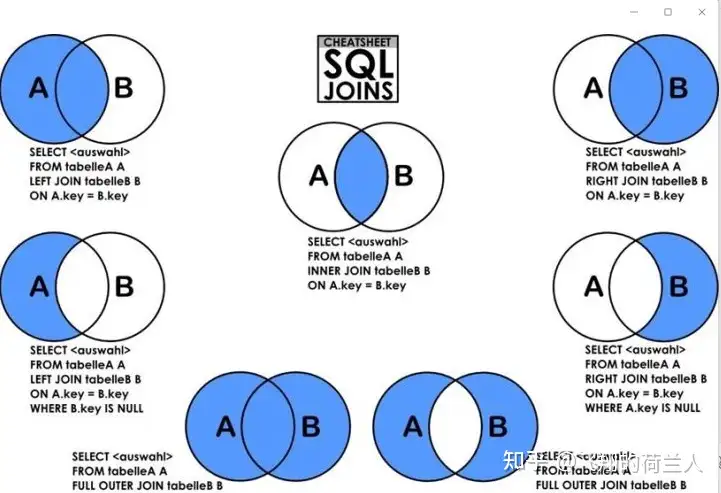 CHEATSHEET
SQL
JOINS
A B
SELECT <auswahl>
FROM tabelleA A
LEFT JOIN tabelleB B
ON A.key = B.key
A B
SELECT <auswahl>
FROM tabelleA A
INNER JOIN tabelleB B
ON A.key = B.key
A B
SELECT <auswahl>
FROM tabelleA A
RIGHT JOIN tabelleB B
ON A.key = B.key
A B
SELECT <auswahl>
FROM tabelleA A
LEFT JOIN tabelleB B
ON A.key = B.key
WHERE B.key IS NULL
A B
SELECT <auswahl>
FROM tabelleA A
RIGHT JOIN tabelleB B
ON A.key = B.key
WHERE A.key IS NULL
A B
SELECT <auswahl>
FROM tabelleA A
FULL OUTER JOIN tabelleB B
A B
SELECT <auswahl>
FROM tabelleA A
FULL OUTER JOIN tabelleB B
知乎 @ 的荷兰人